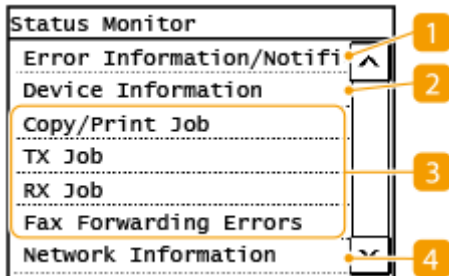 Status Monitor
Error Information/Notifi
1
Device Information
2
Copy/Print Job
TX Job
RX Job
3
Fax Forwarding Errors
Network Information
4